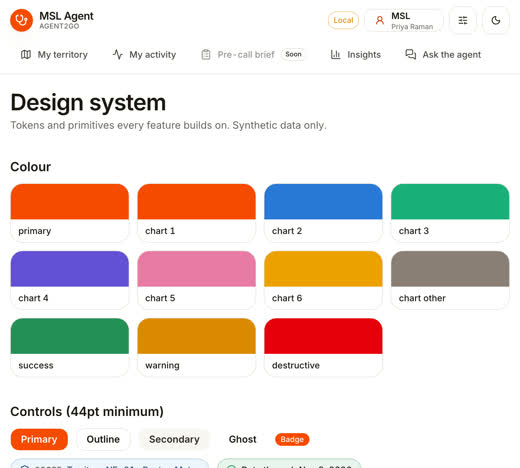 MSL Agent
AGENT2GO
Local
MSL
Priya Raman
My territory
My activity
Pre-call brief
Soon
Insights
Ask the agent
Design system
Tokens and primitives every feature builds on. Synthetic data only.
Colour
primary
chart 1
chart 2
chart 3
chart 4
chart 5
chart 6
chart other
success
warning
destructive
Controls (44pt minimum)
Primary
Outline
Secondary
Ghost
Badge